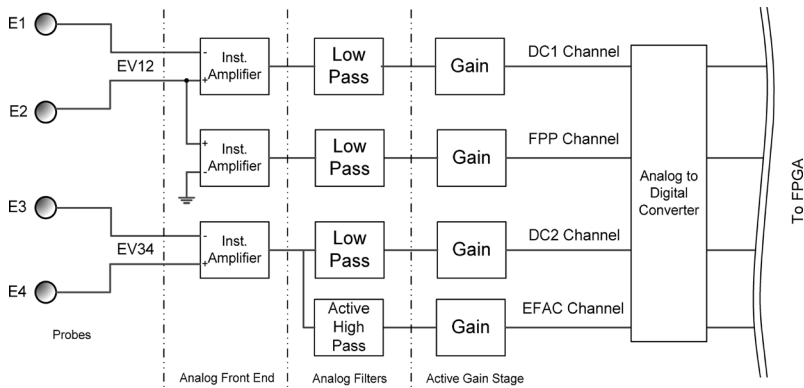 E1
EV12
E2
E3
EV34
E4
Probes
-
+
Inst.
Amplifier
+
-
Inst.
Amplifier
-
+
Inst.
Amplifier
Analog Front End
Low
Pass
Low
Pass
Low
Pass
Active
High
Pass
Analog Filters
Gain
Gain
Gain
Gain
Active Gain Stage
DC1 Channel
FPP Channel
DC2 Channel
EFAC Channel
Analog to
Digital
Converter
To FPGA